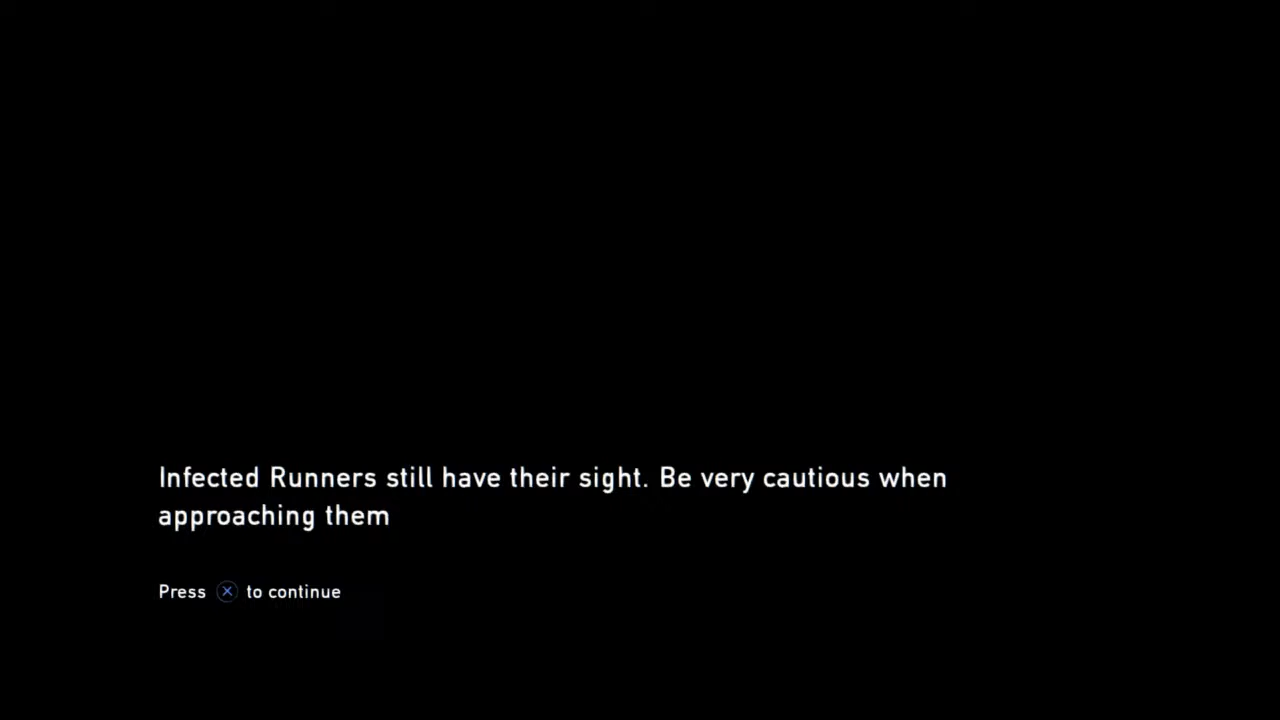 Infected Runners still have their sight. Be very cautious when
approaching them
Press ⓧ to continue